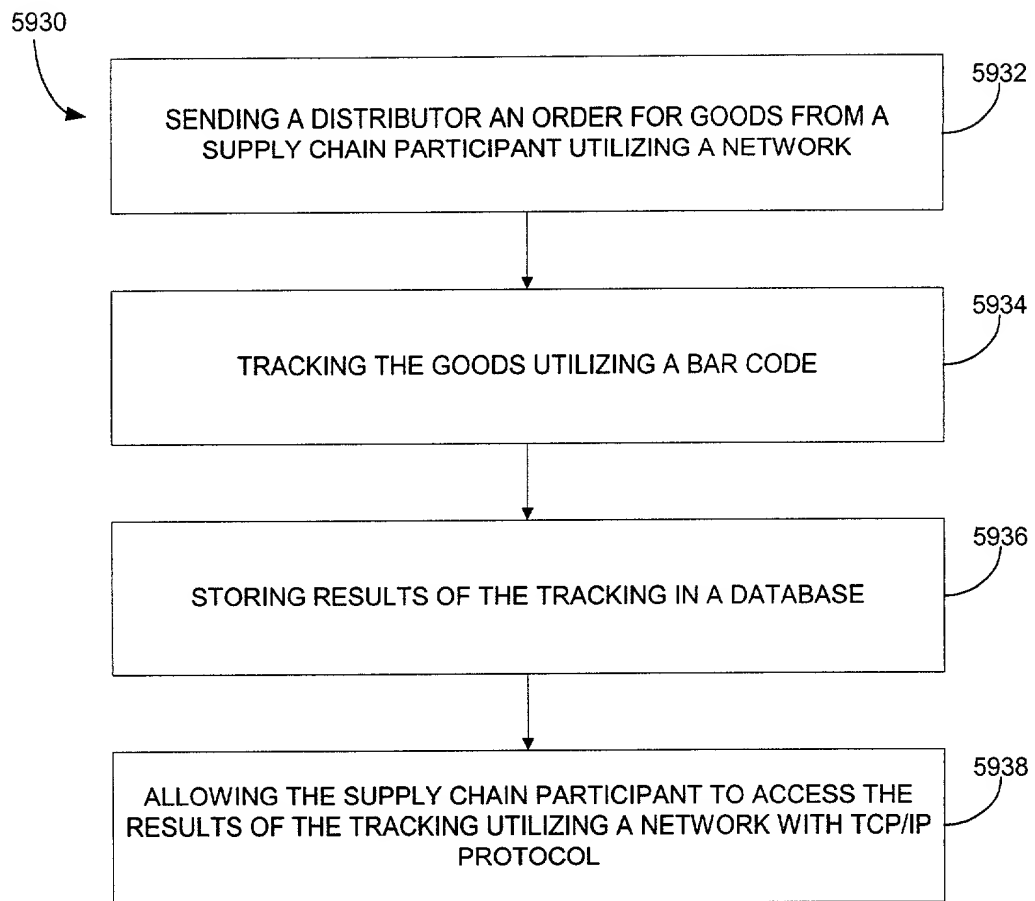 5930
5932
SENDING A DISTRIBUTOR AN ORDER FOR GOODS FROM A
SUPPLY CHAIN PARTICIPANT UTILIZING A NETWORK
5934
TRACKING THE GOODS UTILIZING A BAR CODE
5936
STORING RESULTS OF THE TRACKING IN A DATABASE
5938
ALLOWING THE SUPPLY CHAIN PARTICIPANT TO ACCESS THE
RESULTS OF THE TRACKING UTILIZING A NETWORK WITH TCP/IP
PROTOCOL